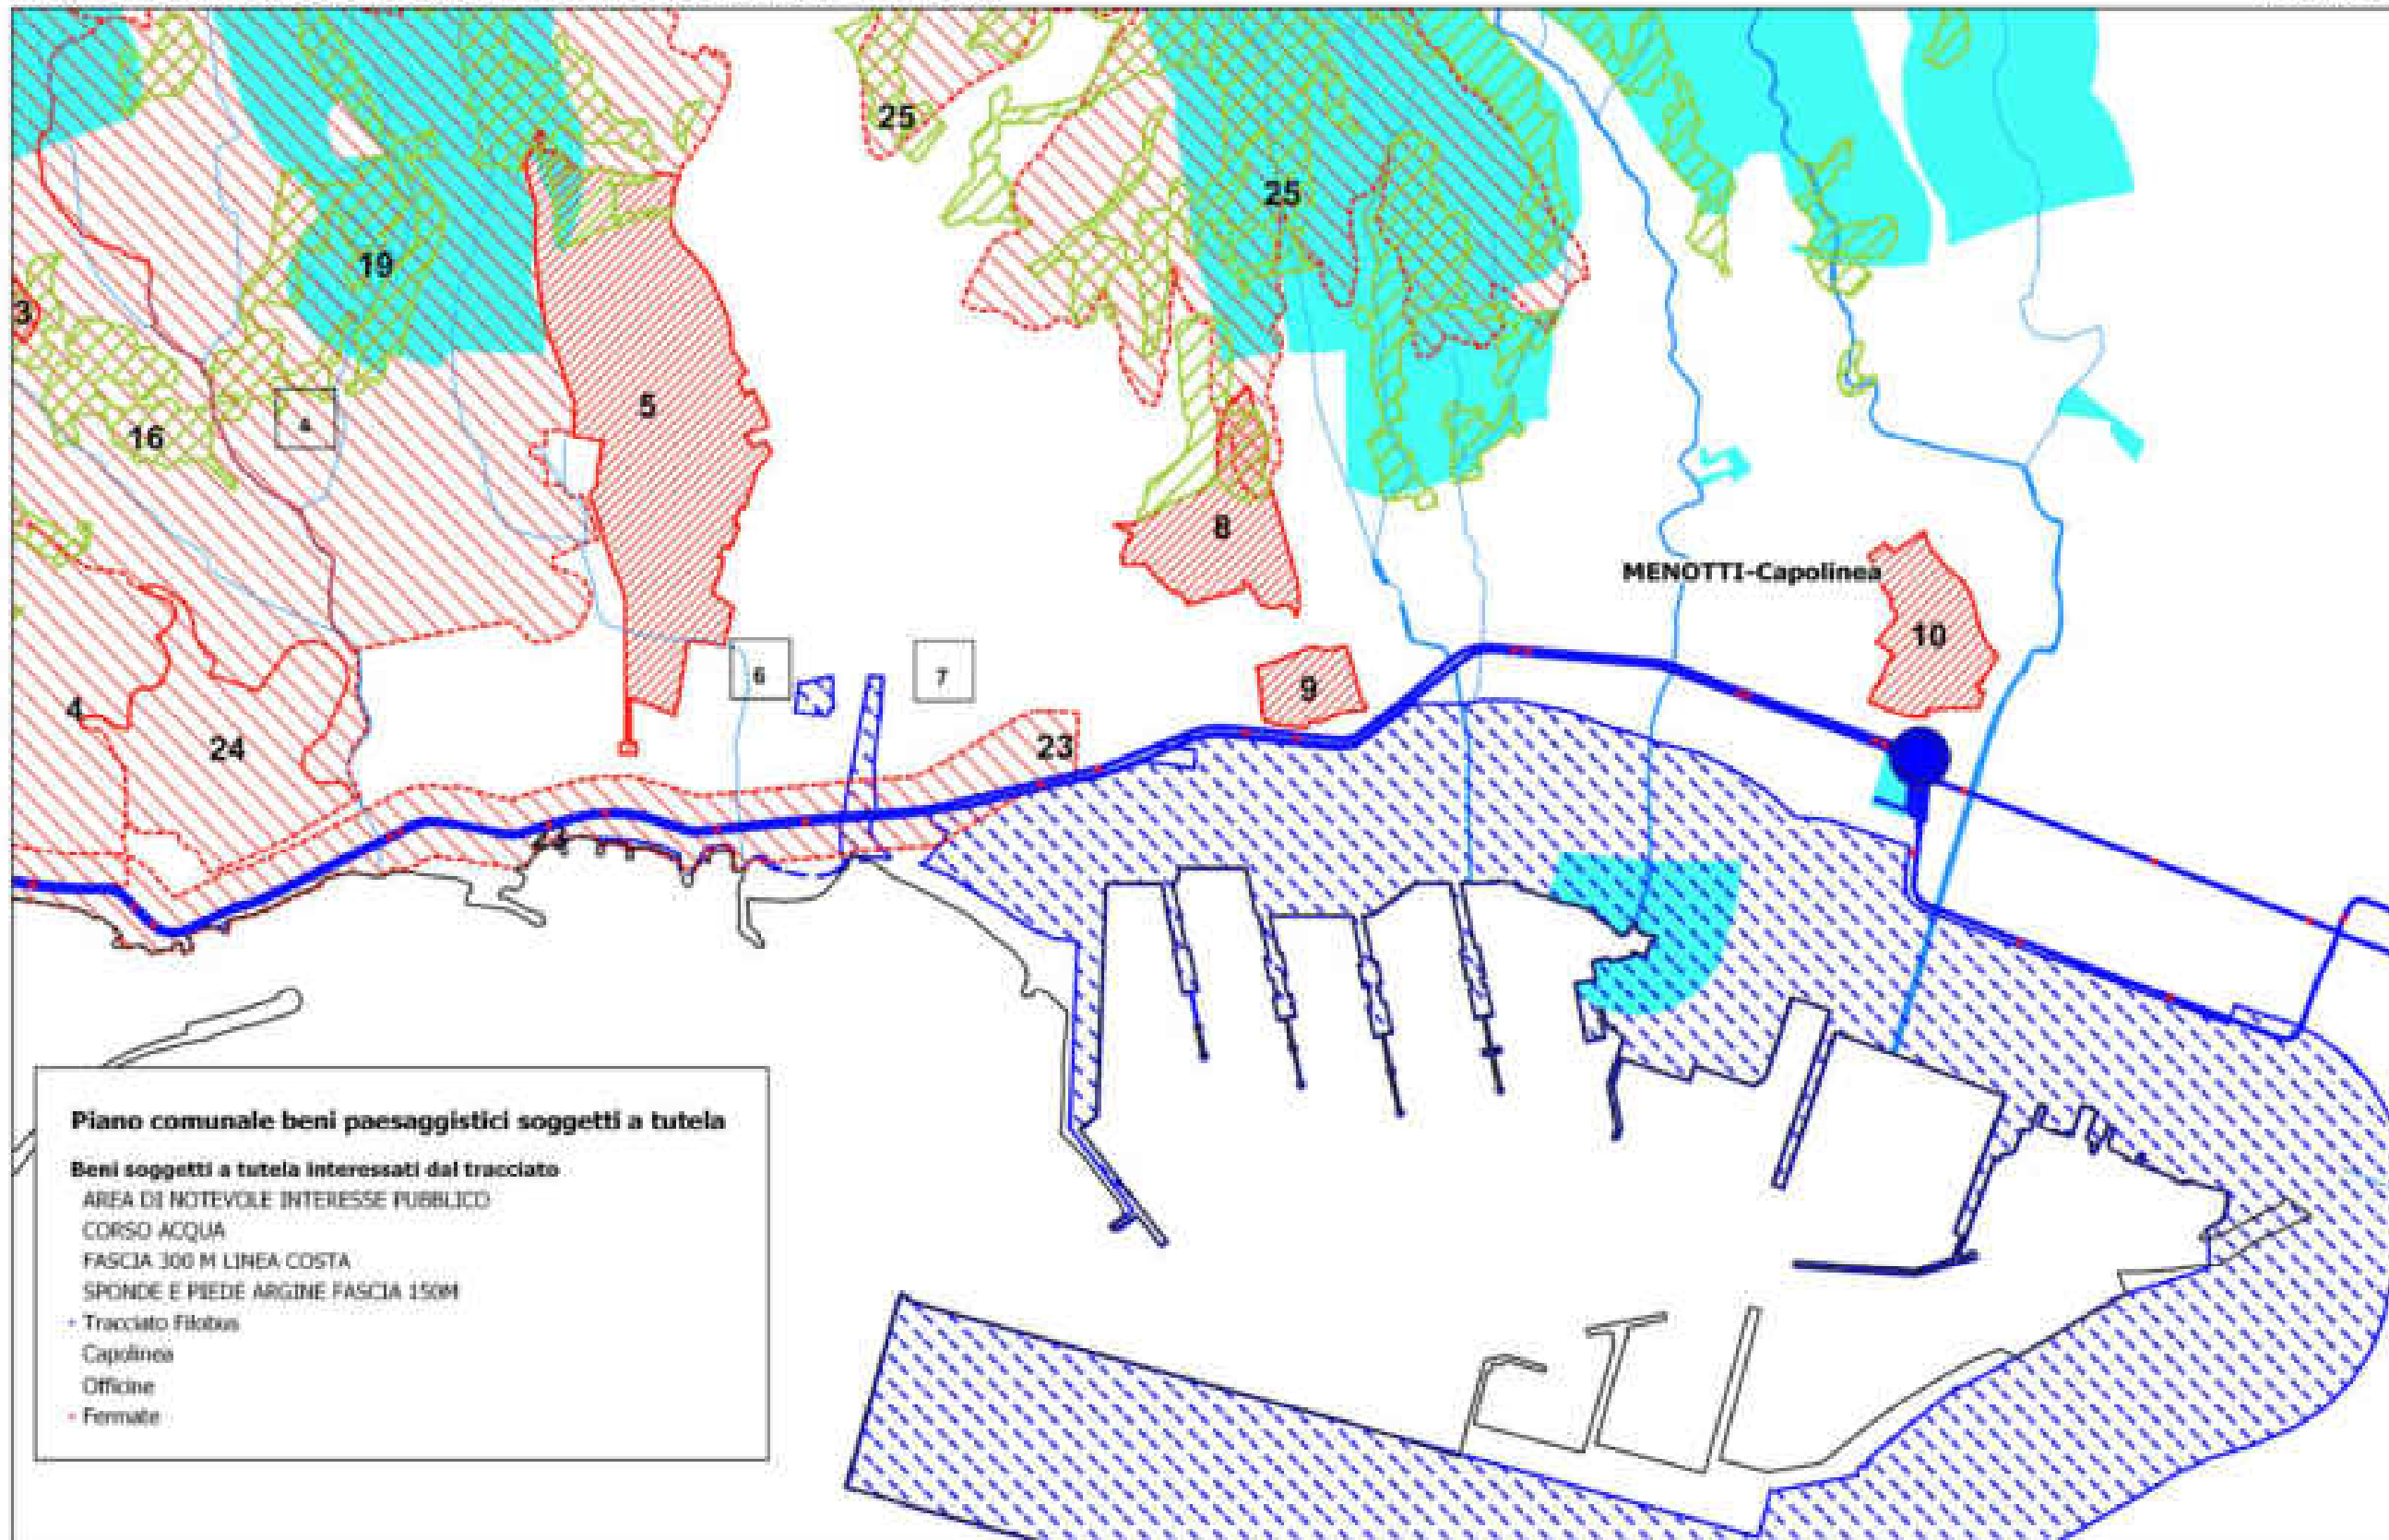 25
25
19
3
5
4
16
8
MENOTTI-Capolinea
10
6
7
9
4
24
23
Piano comunale beni paesaggistici soggetti a tutela
Beni soggetti a tutela interessati dal tracciato
AREA DI NOTEVOLE INTERESSE PUBBLICO
CORSO ACQUA
FASCIA 300 M LINEA COSTA
SPONDE E PIEDE ARGINE FASCIA 150M
Tracciato Filobus
Capolinea
Officine
Fermate